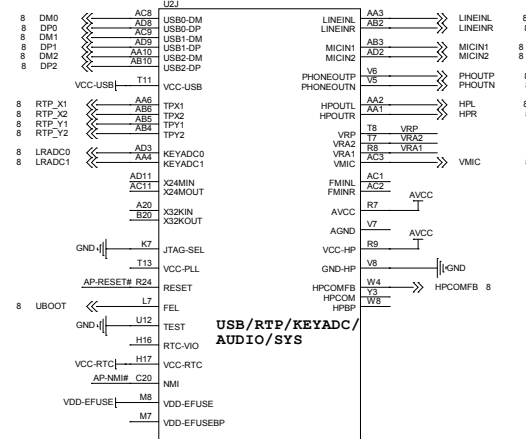 U2J
8 DM0 AC8 USB0-DM
8 DP0 AD8 USB0-DP
8 DM1 AC9 USB1-DM
8 DP1 AD9 USB1-DP
8 DM2 AA10 USB2-DM
8 DP2 AB10 USB2-DP
VCC-USB T11 VCC-USB
8 RTP_X1 AA6 TPX1
8 RTP_X2 AB6 TPX2
8 RTP_Y1 AB5 TPY1
8 RTP_Y2 AB4 TPY2
8 LRADC0 AD3 KEYADC0
8 LRADC1 AA4 KEYADC1
AD11 X24MIN
AC11 X24MOUT
A20 X32KIN
B20 X32KOUT
GND K7 JTAG-SEL
T13 VCC-PLL
AP-RESET# R24 RESET
8 UBOOT L7 FEL
GND U12 TEST
H16 RTC-VIO
VCC-RTC H17 VCC-RTC
AP-NMI# C20 NMI
VDD-EFUSE M8 VDD-EFUSE
M7 VDD-EFUSEBP
LINEINL AA3 LINEINL 8
LINEINR AB2 LINEINR 8
MICIN1 AB3 MICIN1 8
MICIN2 AD2 MICIN2 8
PHONEOUTP V6 PHOUTP 8
PHONEOUTN V5 PHOUTN 8
HPOUTL AA2 HPL 8
HPOUTR AA1 HPR 8
VRP T8 VRP
VRA2 T7 VRA2
VRA1 R8 VRA1
VMIC AC3 VMIC 8
FMINL AC1
FMINR AC2
AVCC R7 AVCC
AGND V7
VCC-HP R9 AVCC
GND-HP V8 GND
HPCOMFB W4 HPCOMFB 8
HPCOM Y3
HPBP W8
USB/RTP/KEYADC/
AUDIO/SYS